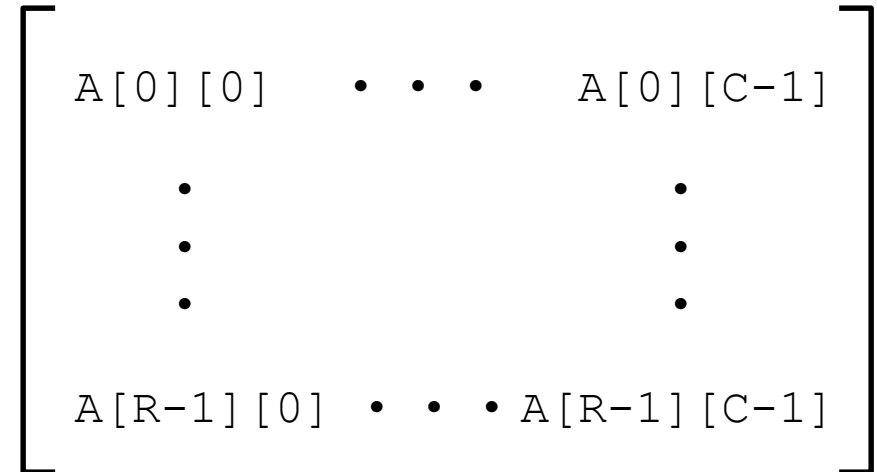 A[0][0] • • • A[0][C-1]
• •
• •
• •
A[R-1][0] • • • A[R-1][C-1]